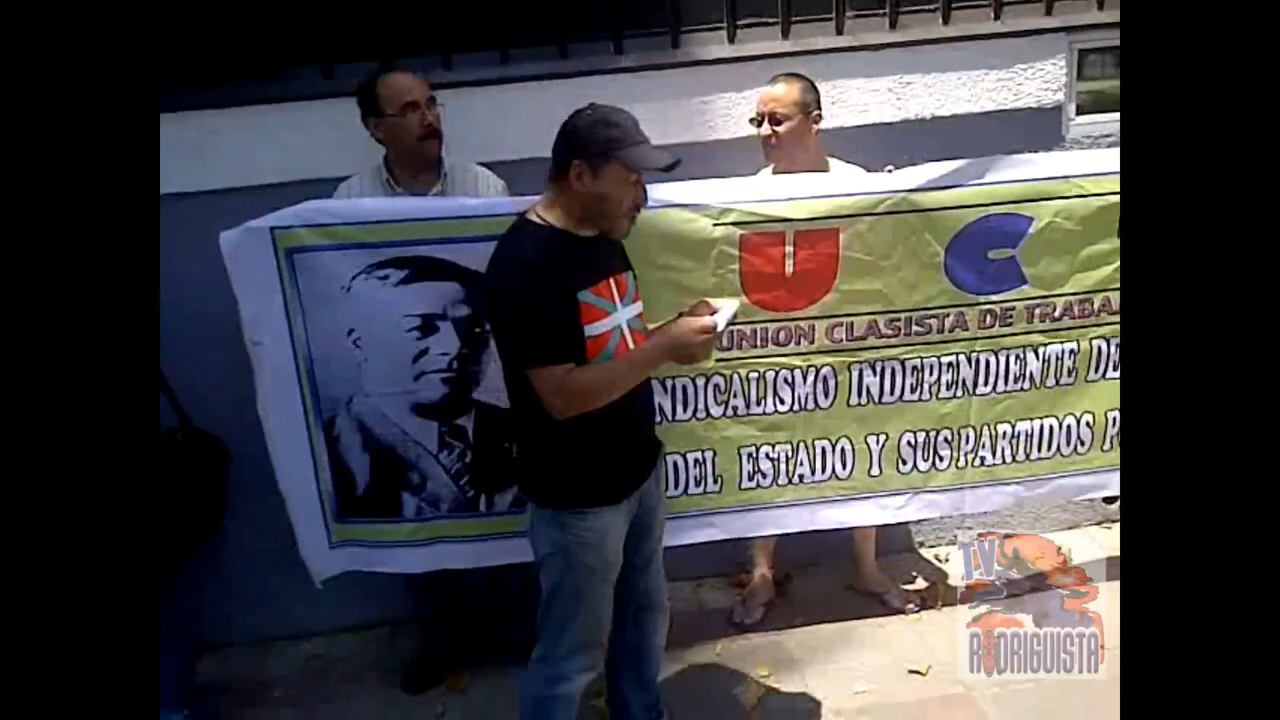 U C
UNION CLASISTA DE TRABA
NDICALISMO INDEPENDIENTE DE
DEL ESTADO Y SUS PARTIDOS P
TV
RODRIGUISTA